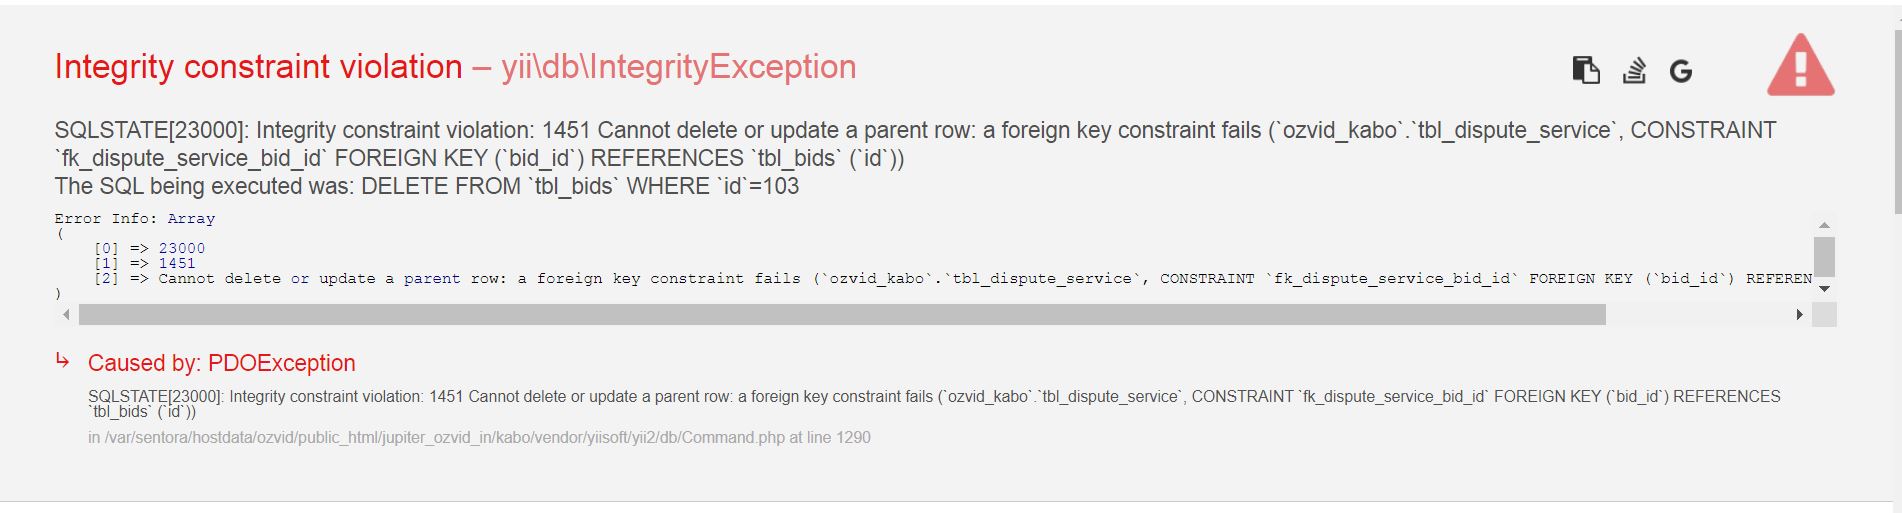 Integrity constraint violation – yii\db\IntegrityException
SQLSTATE[23000]: Integrity constraint violation: 1451 Cannot delete or update a parent row: a foreign key constraint fails (`ozvid_kabo`.`tbl_dispute_service`, CONSTRAINT
`fk_dispute_service_bid_id` FOREIGN KEY (`bid_id`) REFERENCES `tbl_bids` (`id`))
The SQL being executed was: DELETE FROM `tbl_bids` WHERE `id`=103
Error Info: Array
(
    [0] => 23000
    [1] => 1451
    [2] => Cannot delete or update a parent row: a foreign key constraint fails (`ozvid_kabo`.`tbl_dispute_service`, CONSTRAINT `fk_dispute_service_bid_id` FOREIGN KEY (`bid_id`) REFEREN
)
↳ Caused by: PDOException
SQLSTATE[23000]: Integrity constraint violation: 1451 Cannot delete or update a parent row: a foreign key constraint fails (`ozvid_kabo`.`tbl_dispute_service`, CONSTRAINT `fk_dispute_service_bid_id` FOREIGN KEY (`bid_id`) REFERENCES
`tbl_bids` (`id`))
in /var/sentora/hostdata/ozvid/public_html/jupiter_ozvid_in/kabo/vendor/yiisoft/yii2/db/Command.php at line 1290